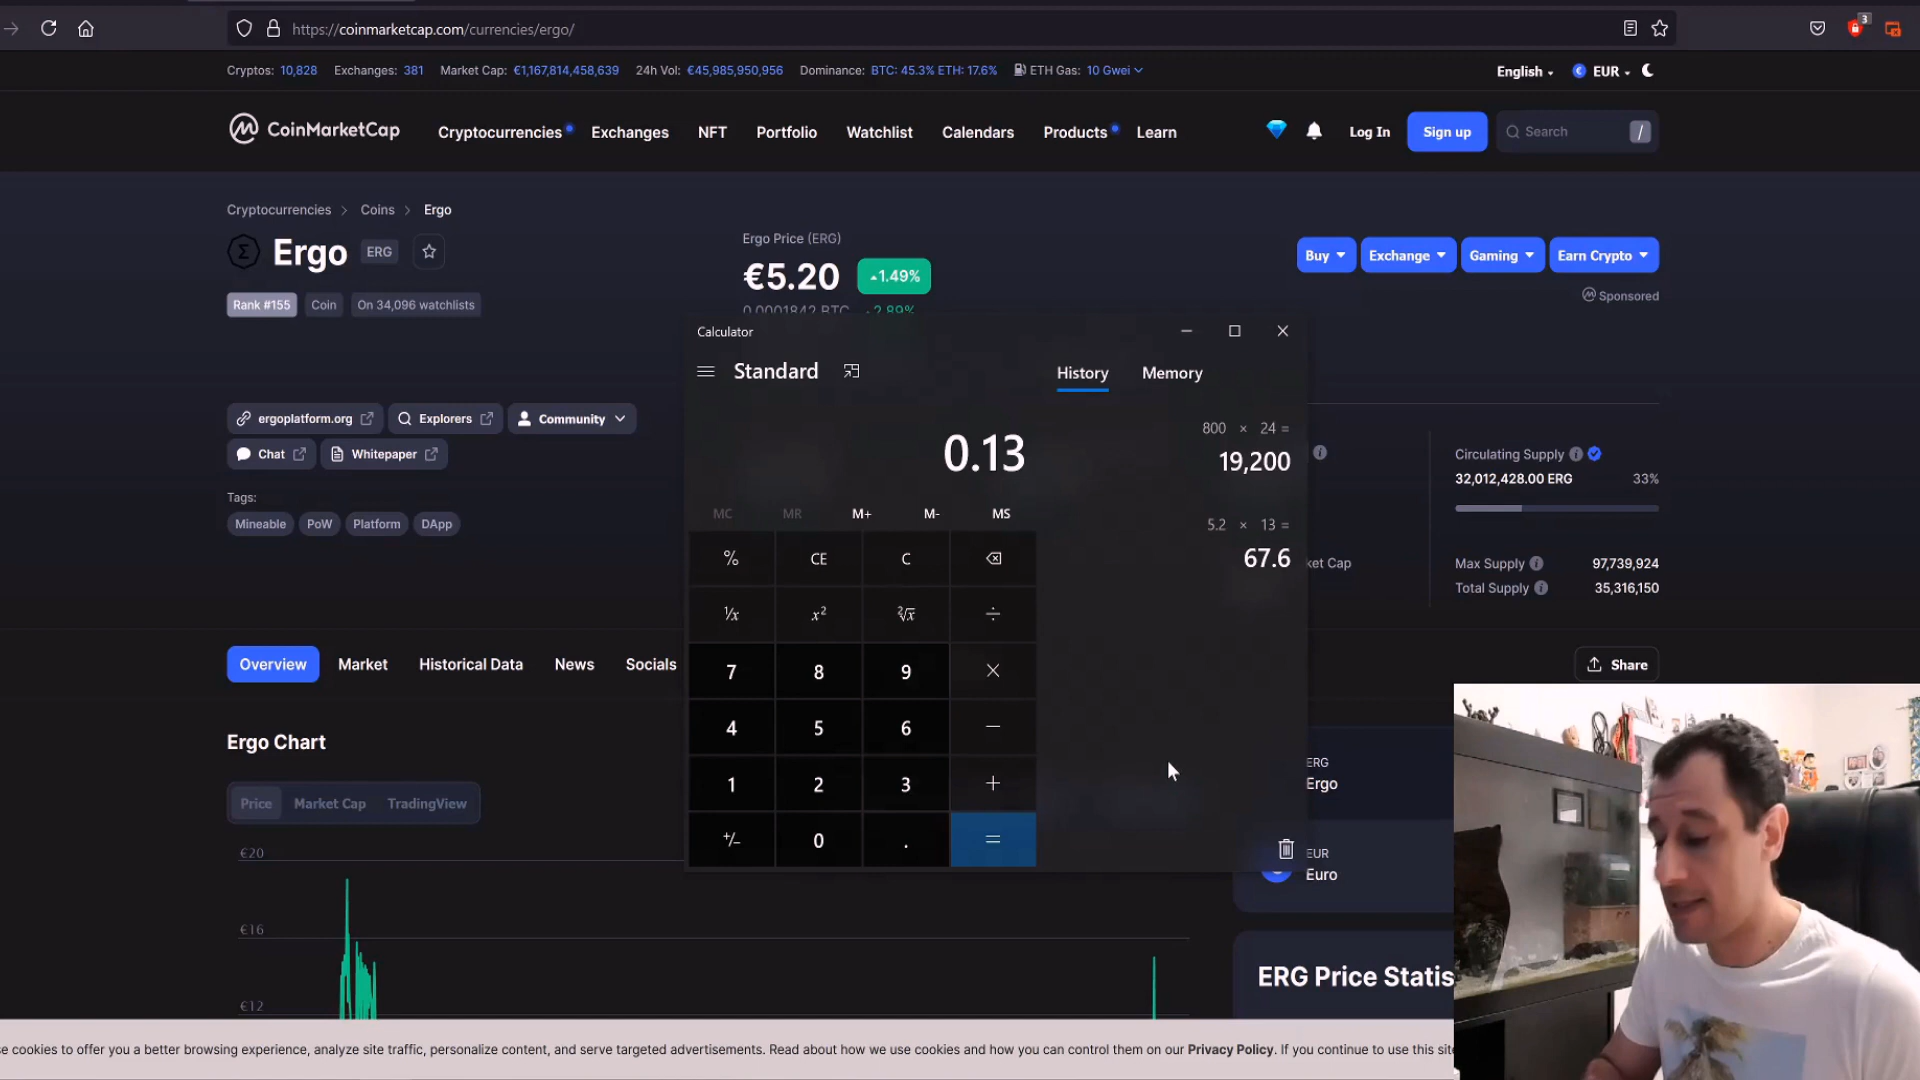 https://coinmarketcap.com/currencies/ergo/
3
Cryptos: 10,828 Exchanges: 381 Market Cap: €1,167,814,458,639 24h Vol: €45,985,950,956 Dominance: BTC: 45.3% ETH: 17.6% ETH Gas: 10 Gwei English EUR
CoinMarketCap Cryptocurrencies Exchanges NFT Portfolio Watchlist Calendars Products Learn Log In Sign up Search /
Cryptocurrencies > Coins > Ergo
Ergo ERG
Rank #155 Coin On 34,096 watchlists
Ergo Price (ERG)
€5.20 1.49%
0.0001842 BTC 2.89%
Buy Exchange Gaming Earn Crypto
Sponsored
ergoplatform.org Explorers Community
Chat Whitepaper
Tags:
Mineable PoW Platform DApp
Calculator
Standard
History Memory
0.13
800 × 24 =
19,200
5.2 × 13 =
67.6
MC MR M+ M- MS
% CE C
¹/x x² ²√x ÷
7 8 9 ×
4 5 6 −
1 2 3 +
+/− 0 . =
ket Cap
Circulating Supply
32,012,428.00 ERG 33%
Max Supply 97,739,924
Total Supply 35,316,150
Overview Market Historical Data News Socials
Share
Ergo Chart
Price Market Cap TradingView
€20
€16
€12
ERG
Ergo
EUR
Euro
ERG Price Statis
e cookies to offer you a better browsing experience, analyze site traffic, personalize content, and serve targeted advertisements. Read about how we use cookies and how you can control them on our Privacy Policy. If you continue to use this site